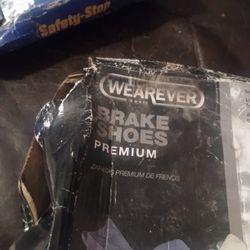 Safety-Stop
WEAREVER
BRAKE
SHOES
PREMIUM
ZAPATAS PREMIUM DE FRENOS